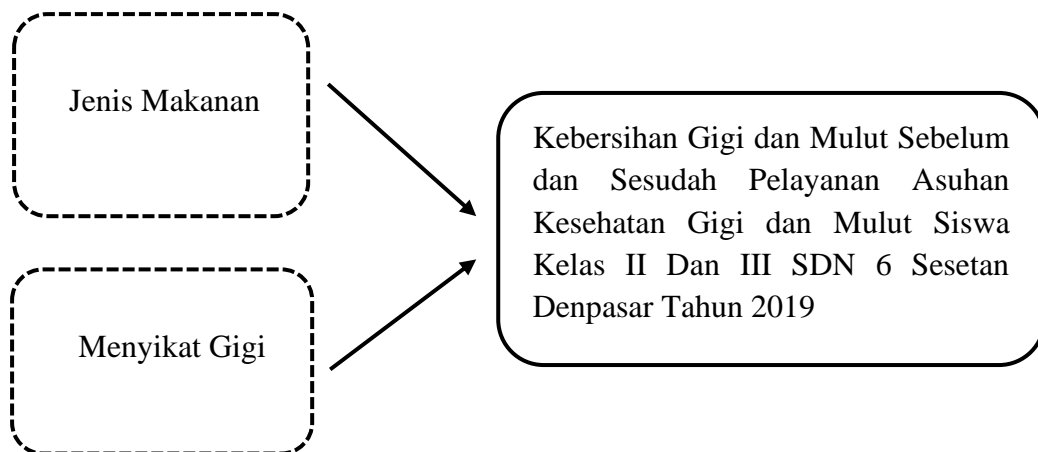 Jenis Makanan
Kebersihan Gigi dan Mulut Sebelum
dan Sesudah Pelayanan Asuhan
Kesehatan Gigi dan Mulut Siswa
Kelas II Dan III SDN 6 Sesetan
Denpasar Tahun 2019
Menyikat Gigi